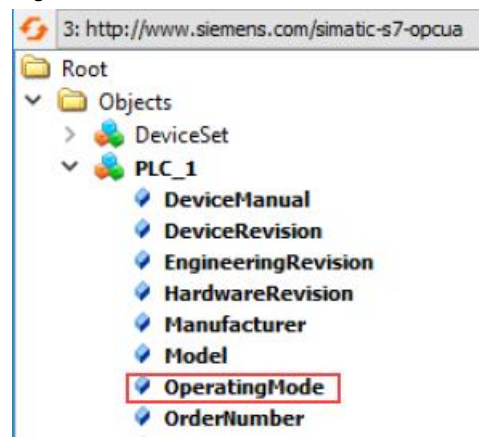 3: http://www.siemens.com/simatic-s7-opcua
Root
Objects
DeviceSet
PLC_1
DeviceManual
DeviceRevision
EngineeringRevision
HardwareRevision
Manufacturer
Model
OperatingMode
OrderNumber